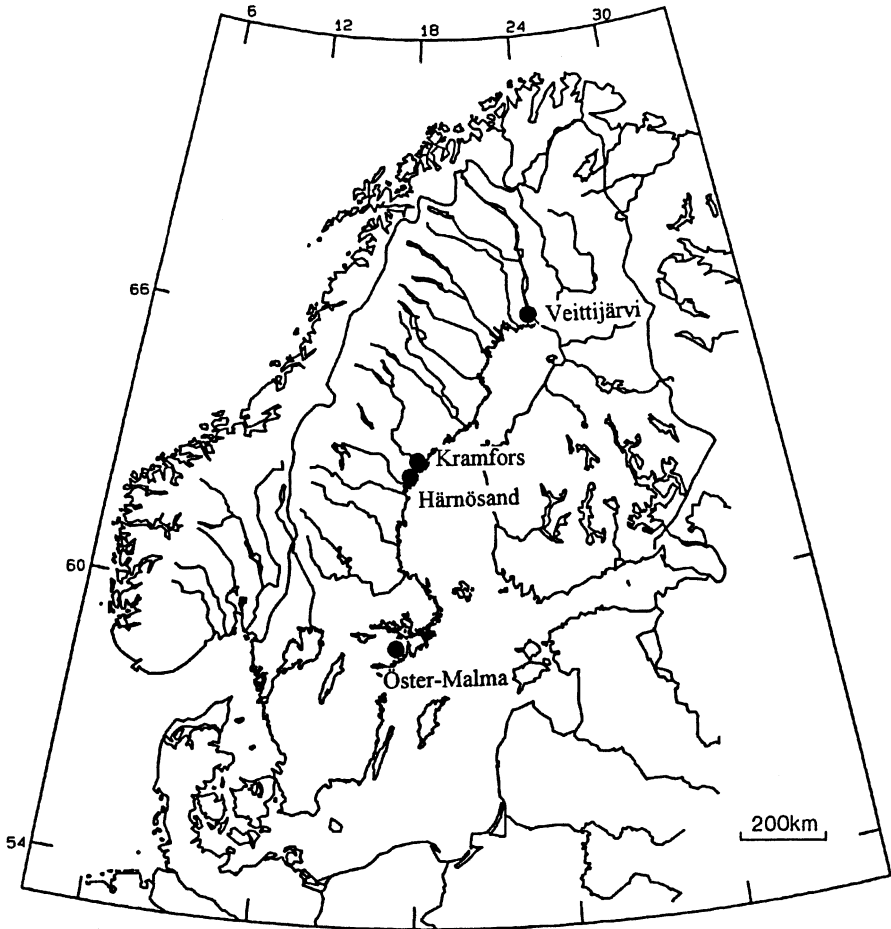 6
12
18
24
30
66
Veittijärvi
Kramfors
Härnösand
60
Öster-Malma
200km
54